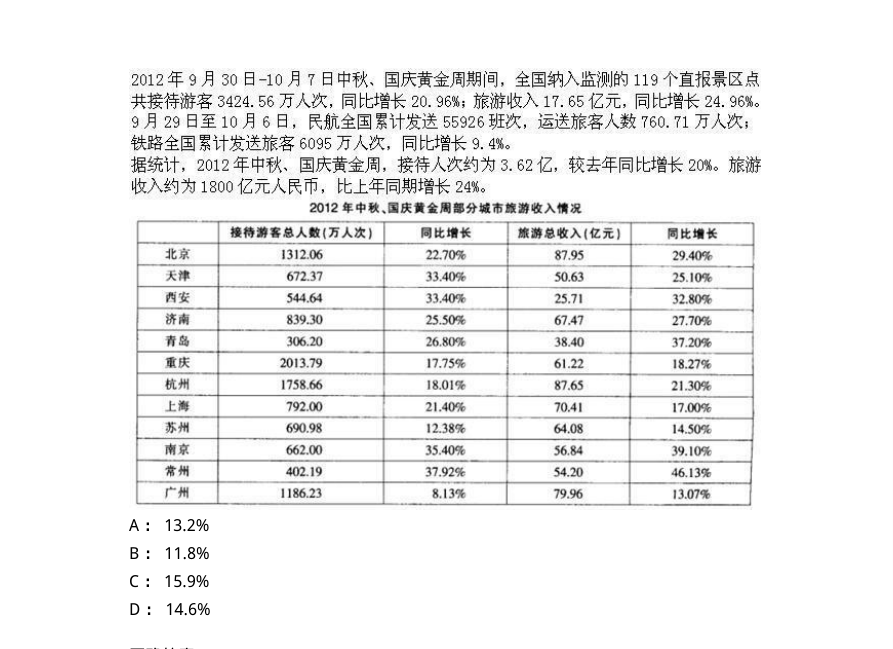 2012年9月30日-10月7日中秋、国庆黄金周期间，全国纳入监测的119个直报景区点
共接待游客3424.56万人次，同比增长20.96%；旅游收入17.65亿元，同比增长24.96%。
9月29日至10月6日，民航全国累计发送55926班次，运送旅客人数760.71万人次；
铁路全国累计发送旅客6095万人次，同比增长9.4%。
据统计，2012年中秋、国庆黄金周，接待人次约为3.62亿，较去年同比增长20%。旅游
收入约为1800亿元人民币，比上年同期增长24%。
2012年中秋、国庆黄金周部分城市旅游收入情况
接待游客总人数(万人次) 同比增长 旅游总收入(亿元) 同比增长
北京 1312.06 22.70% 87.95 29.40%
天津 672.37 33.40% 50.63 25.10%
西安 544.64 33.40% 25.71 32.80%
济南 839.30 25.50% 67.47 27.70%
青岛 306.20 26.80% 38.40 37.20%
重庆 2013.79 17.75% 61.22 18.27%
杭州 1758.66 18.01% 87.65 21.30%
上海 792.00 21.40% 70.41 17.00%
苏州 690.98 12.38% 64.08 14.50%
南京 662.00 35.40% 56.84 39.10%
常州 402.19 37.92% 54.20 46.13%
广州 1186.23 8.13% 79.96 13.07%
A： 13.2%
B： 11.8%
C： 15.9%
D： 14.6%